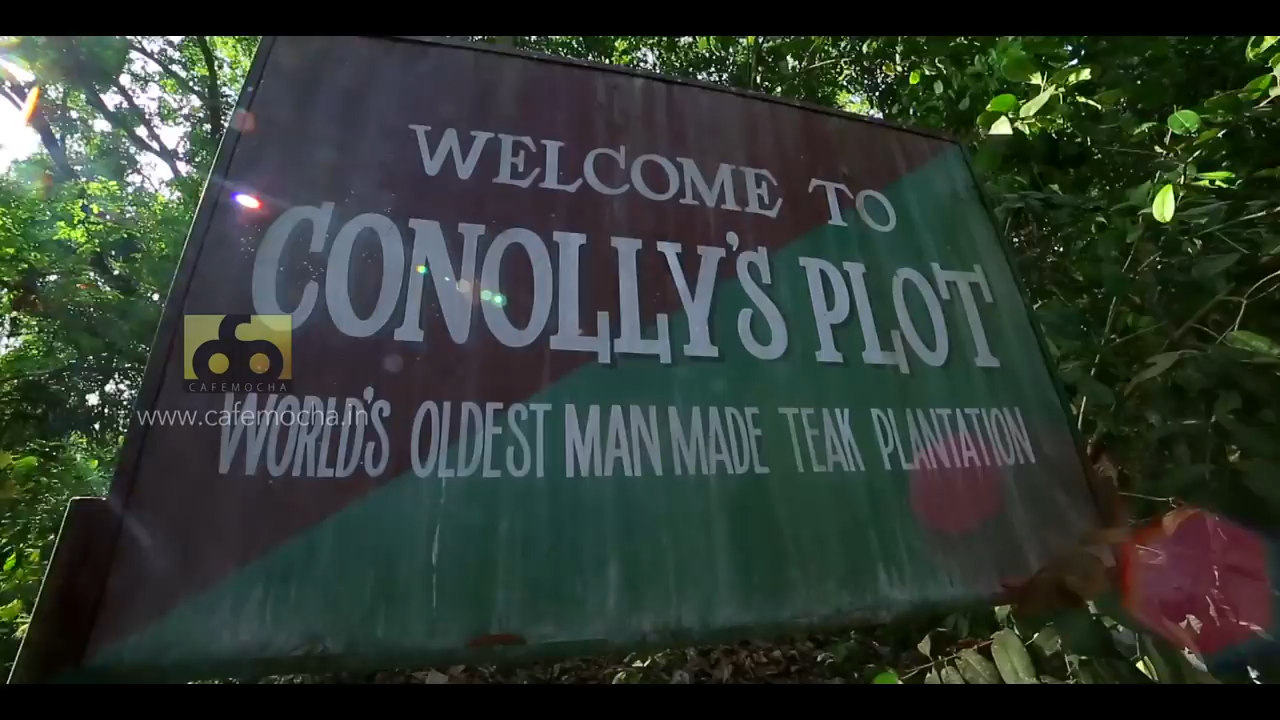 WELCOME TO
CONOLLY'S PLOT
CAFEMOCHA
www.cafemocha.in
WORLD'S OLDEST MAN MADE TEAK PLANTATION